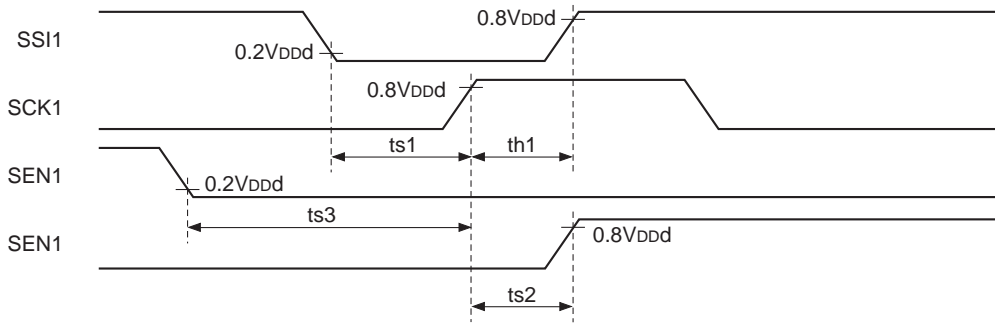 SSI1
0.2VDDd
0.8VDDd
SCK1
0.8VDDd
ts1
th1
SEN1
0.2VDDd
ts3
SEN1
0.8VDDd
ts2